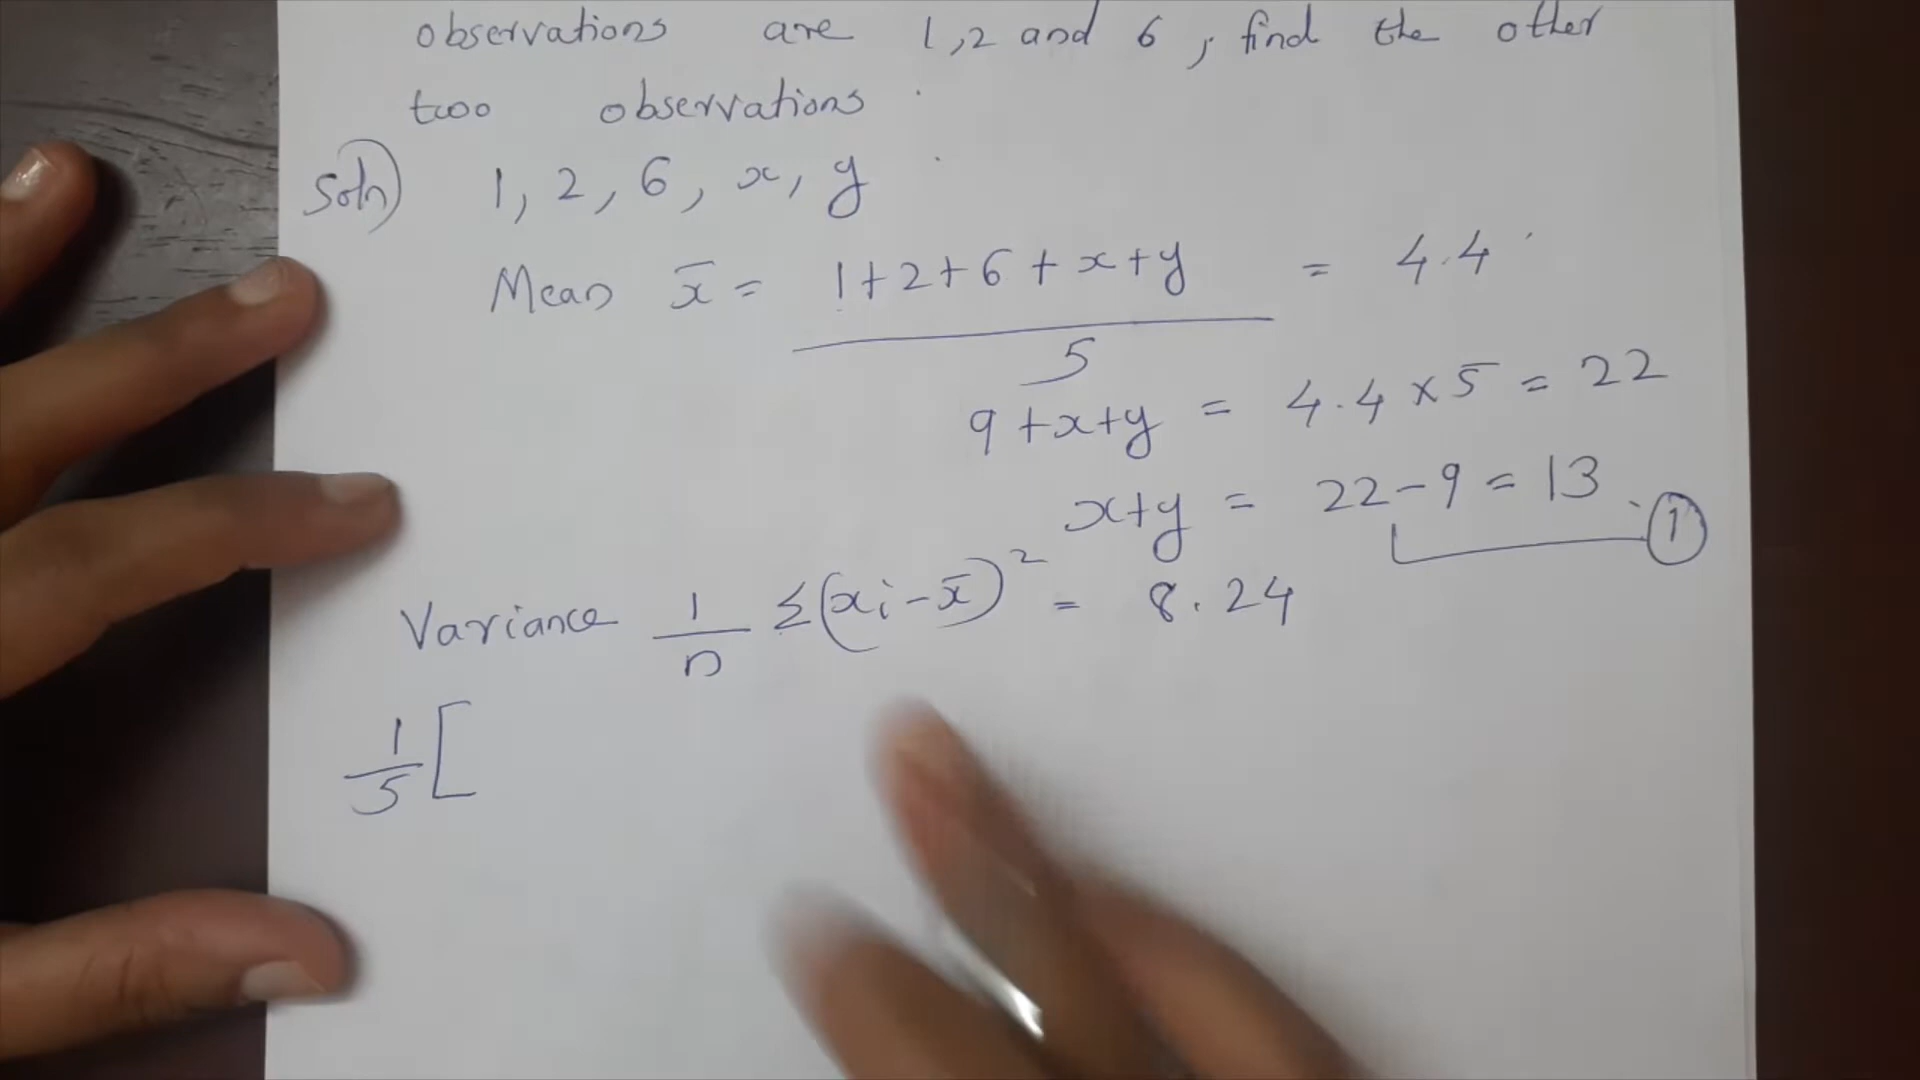 observations are 1,2 and 6, find the other
two observations.
Soln) 1, 2, 6, x, y
Mean x̄ = 1+2+6+x+y = 4.4
5
9+x+y = 4.4×5 = 22
x+y = 22-9 = 13 ①
Variance 1/n Σ(xi-x̄)² = 8.24
1/5 [